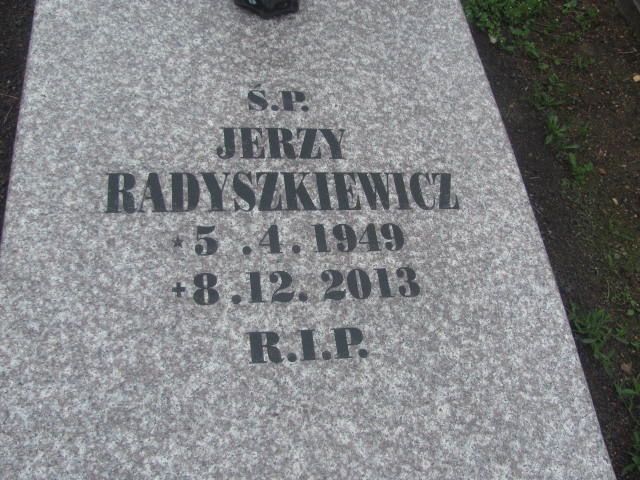 Ś.P.
JERZY
RADYSZKIEWICZ
* 5 .4. 1949
+ 8.12. 2013
R.I.P.